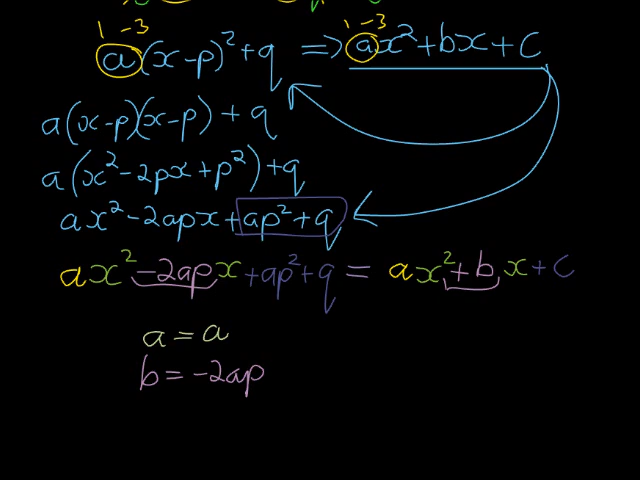 1 -3 1 -3
a(x-p)²+q ⇒ ax²+bx+c
a(x-p)(x-p)+q
a(x²-2px+p²)+q
ax²-2apx+ap²+q
ax²-2apx+ap²+q = ax²+bx+c
a=a
b=-2ap